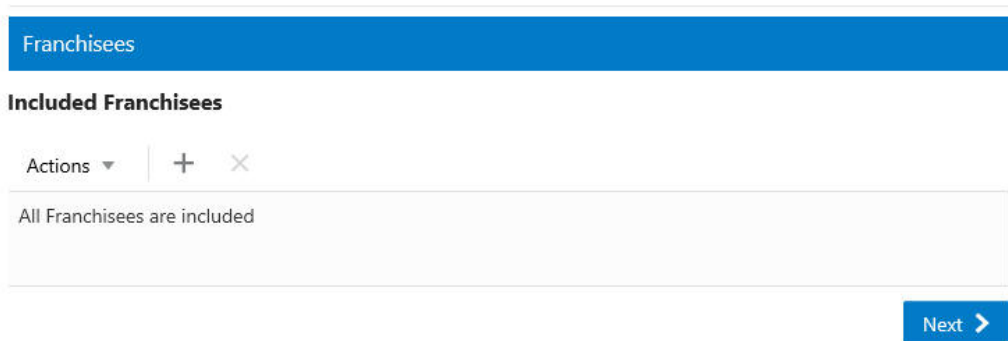 Franchisees
Included Franchisees
Actions
All Franchisees are included
Next